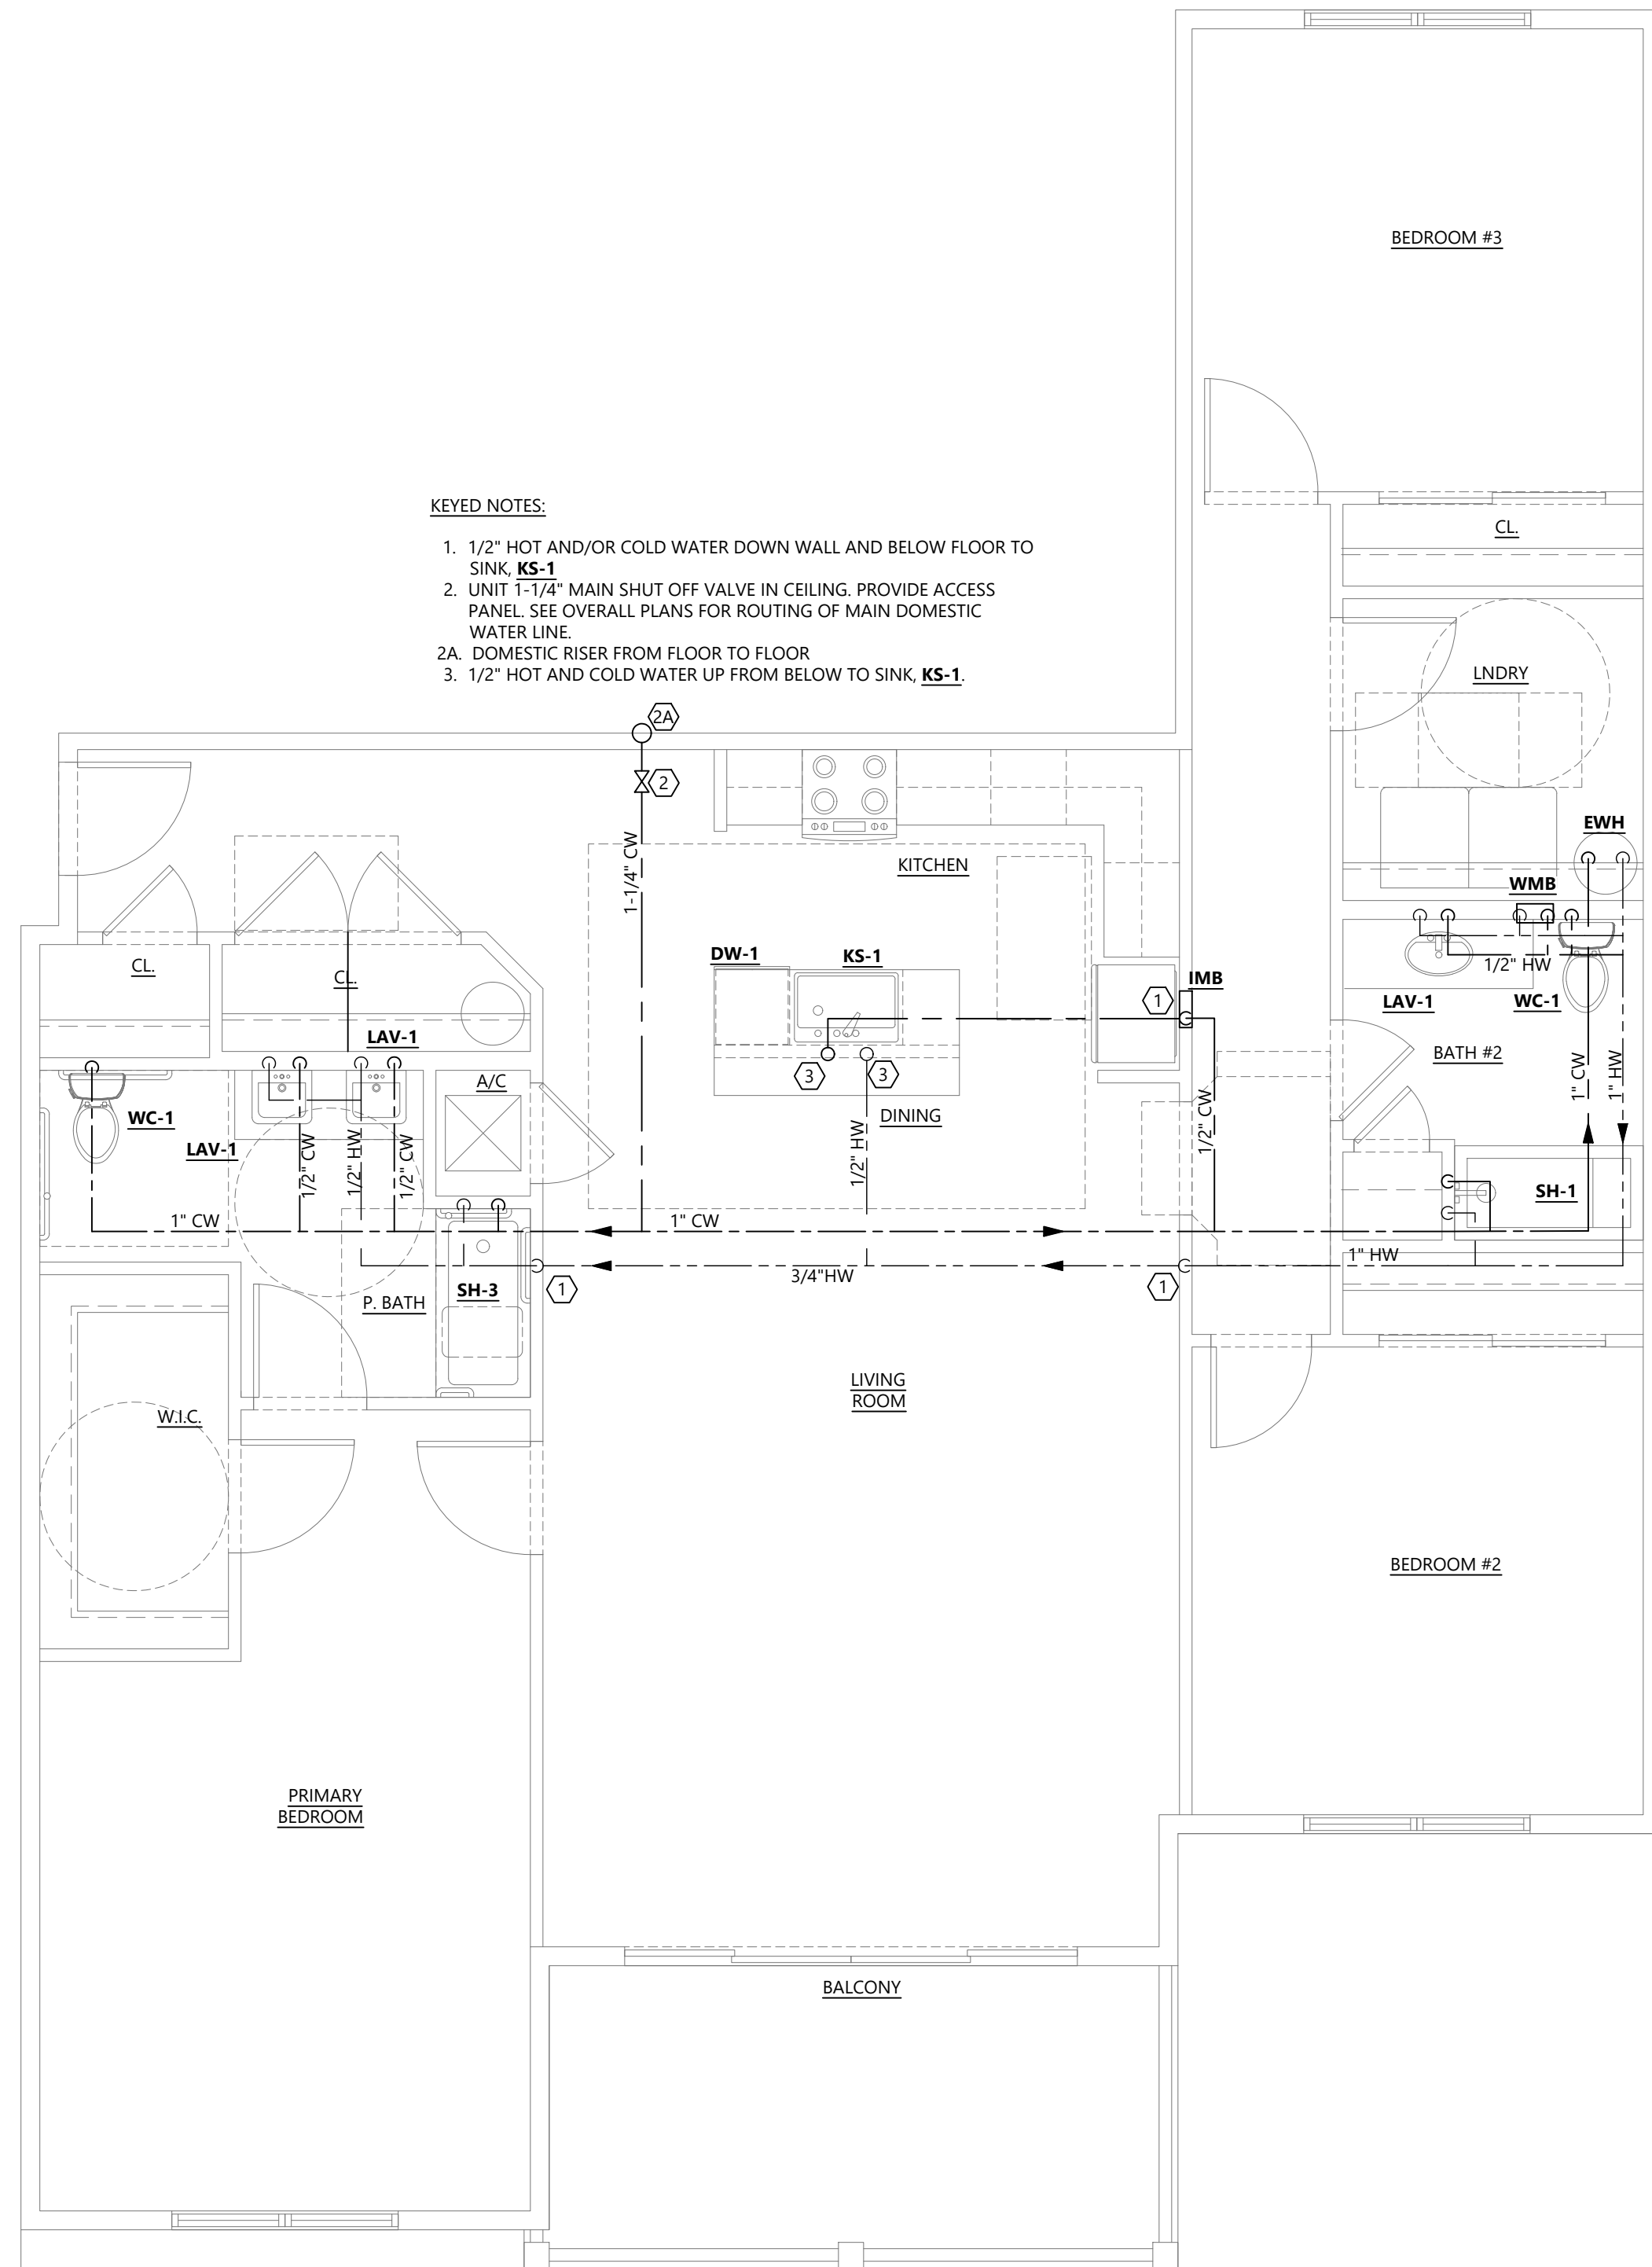 BEDROOM #3
KEYED NOTES:
1. 1/2" HOT AND/OR COLD WATER DOWN WALL AND BELOW FLOOR TO
SINK, KS-1
2. UNIT 1-1/4" MAIN SHUT OFF VALVE IN CEILING. PROVIDE ACCESS
PANEL. SEE OVERALL PLANS FOR ROUTING OF MAIN DOMESTIC
WATER LINE.
2A. DOMESTIC RISER FROM FLOOR TO FLOOR
3. 1/2" HOT AND COLD WATER UP FROM BELOW TO SINK, KS-1.
CL.
LNDRY
2A
2
1-1/4" CW
KITCHEN
EWH
WMB
CL.
CL.
DW-1
KS-1
IMB
1
1/2" HW
LAV-1
WC-1
LAV-1
BATH #2
3
3
A/C
DINING
WC-1
LAV-1
1/2" CW
1/2" HW
1/2" CW
1/2" HW
1/2" CW
1" CW
1" HW
SH-1
1" CW
1" CW
1" HW
3/4"HW
1
1
SH-3
P. BATH
LIVING
ROOM
W.I.C.
BEDROOM #2
PRIMARY
BEDROOM
BALCONY